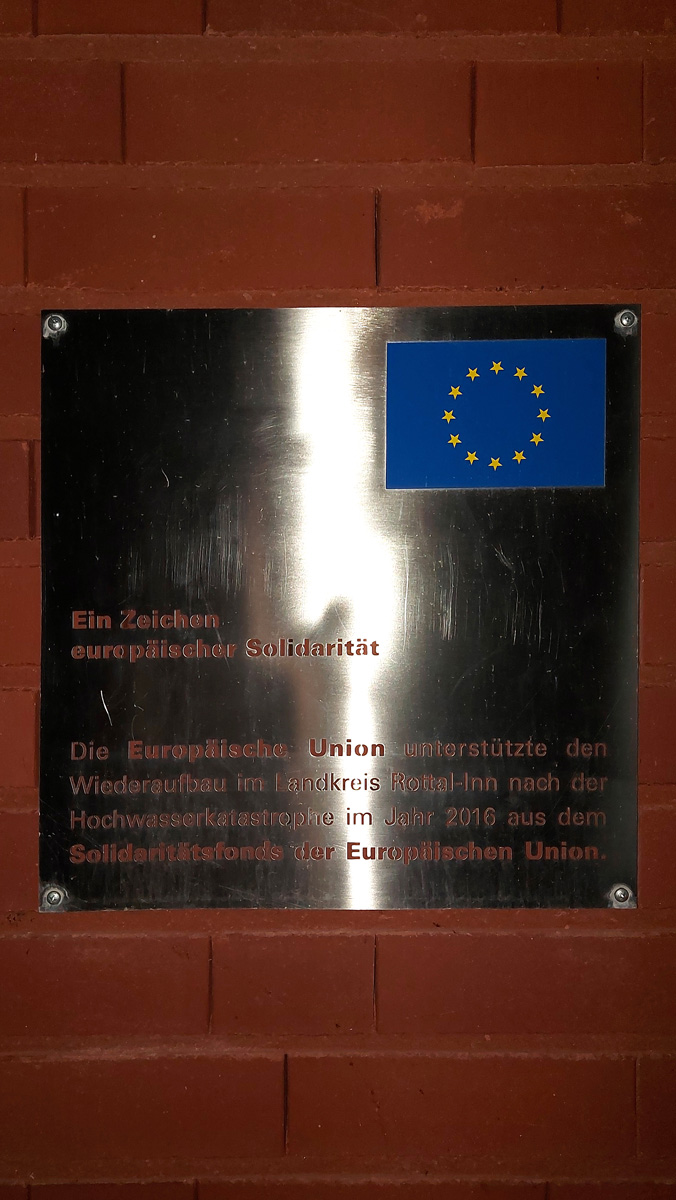 Ein Zeichen
europäischer Solidarität
Die Europäische Union unterstützte den
Wiederaufbau im Landkreis Rottal-Inn nach der
Hochwasserkatastrophe im Jahr 2016 aus dem
Solidaritätsfonds der Europäischen Union.